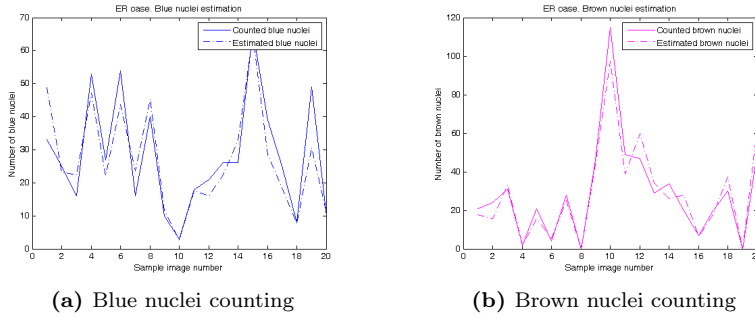 ER case. Blue nuclei estimation
70
60
50
40
30
20
10
0
Number of blue nuclei
Counted blue nuclei
Estimated blue nuclei
0 2 4 6 8 10 12 14 16 18 20
Sample image number
(a) Blue nuclei counting
ER case. Brown nuclei estimation
120
100
80
60
40
20
0
Number of brown nuclei
Counted brown nuclei
Estimated brown nuclei
0 2 4 6 8 10 12 14 16 18 20
Sample image number
(b) Brown nuclei counting